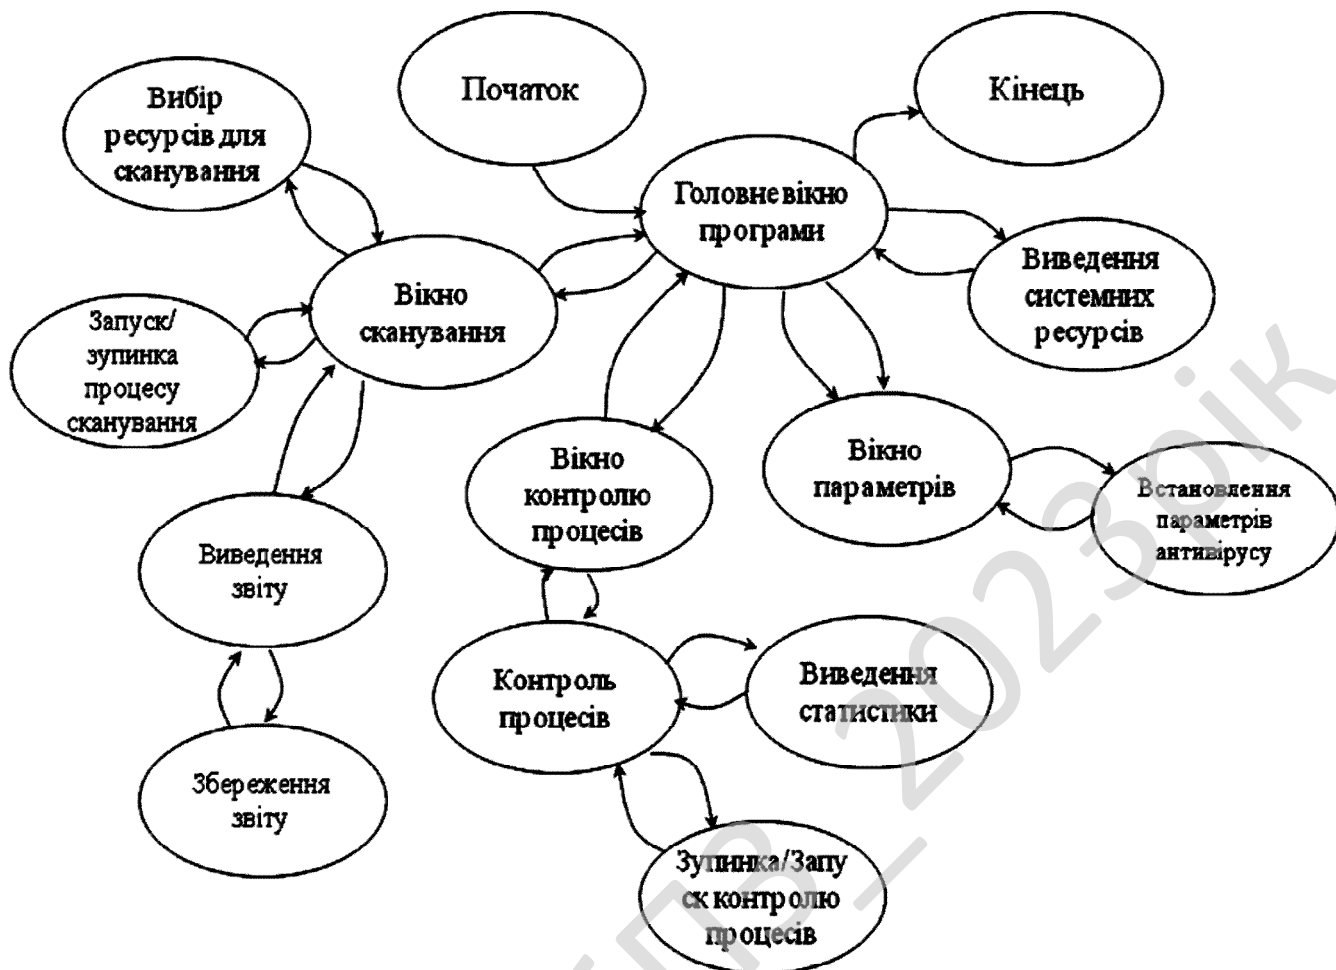 Початок
Кінець
Вибір
ресурсів для
сканування
Головне вікно
програми
Виведення
системних
ресурсів
Вікно
сканування
Запуск/
зупинка
процесу
сканування
Вікно
контролю
процесів
Вікно
параметрів
Встановлення
параметрів
антивірусу
Виведення
звіту
Контроль
процесів
Виведення
статистики
Збереження
звіту
Зупинка/Запу
ск контролю
процесів
ПЗ_2023рік